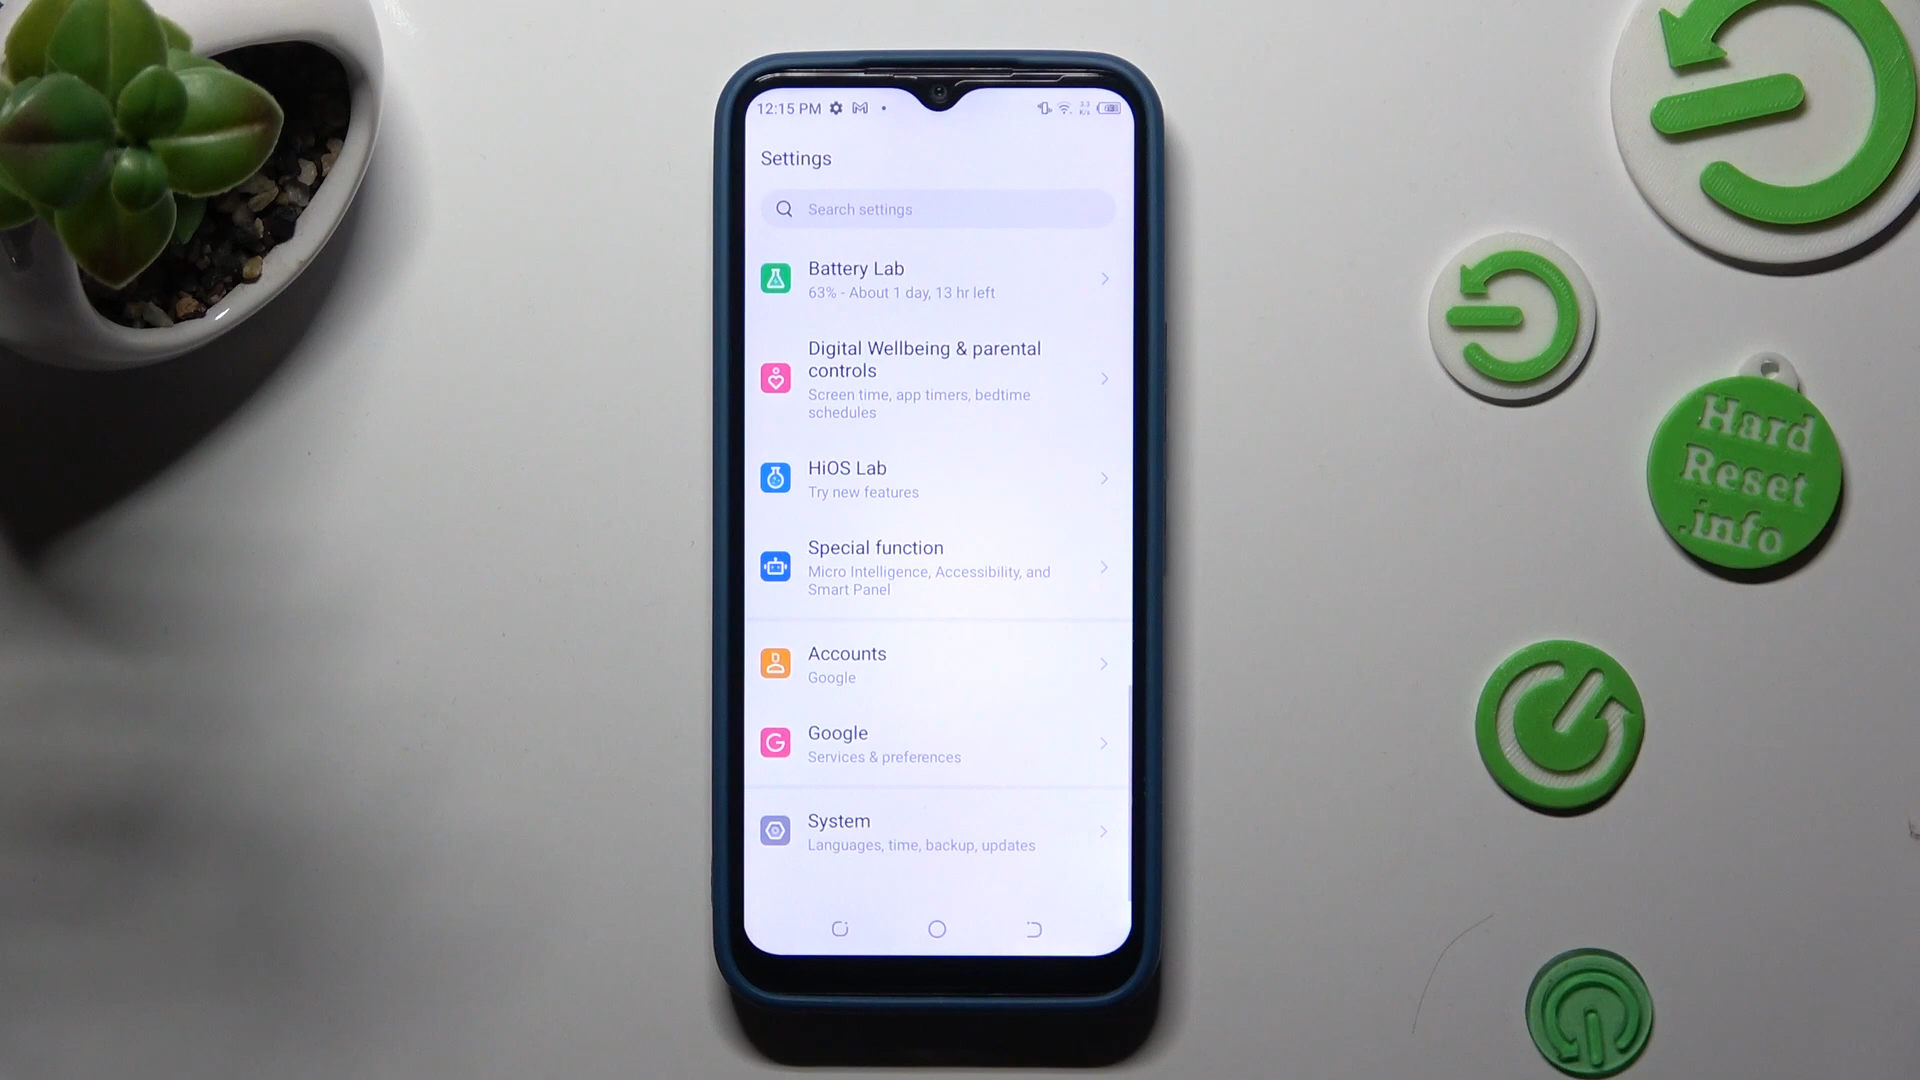 12:15 PM
Settings
Search settings
Battery Lab
63% - About 1 day, 13 hr left
Digital Wellbeing & parental
controls
Screen time, app timers, bedtime
schedules
HiOS Lab
Try new features
Special function
Micro Intelligence, Accessibility, and
Smart Panel
Accounts
Google
Google
Services & preferences
System
Languages, time, backup, updates
Hard
Reset
.info